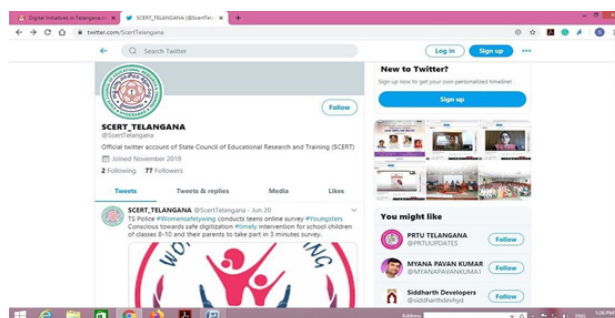 Digital Initiatives in Telangana
SCERT_TELANGANA (@ScertTel
twitter.com/ScertTelangana
Search Twitter
Log in
Sign up
SCERT_TELANGANA
@ScertTelangana
Follow
Official twitter account of State Council of Educational Research and Training (SCERT)
Joined November 2019
2 Following 77 Followers
Tweets
Tweets & replies
Media
Likes
SCERT_TELANGANA @ScertTelangana · Jun 20
TS Police #Womensafetywing conducts teens online survey #Youngsters
Conscious towards safe digitization #timely intervention for school children
of classes 8-10 and their parents to take part in 3 minutes survey.
WO
NG
New to Twitter?
Sign up now to get your own personalized timeline!
Sign up
You might like
PRTU TELANGANA
@PRTUUPDATES
Follow
MYANA PAVAN KUMAR
@MYANAPAVANKUMA1
Follow
Siddharth Developers
@siddharthdevhyd
Follow
Address
ENG